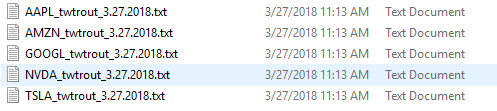 AAPL_twtrout_3.27.2018.txt 3/27/2018 11:13 AM Text Document
AMZN_twtrout_3.27.2018.txt 3/27/2018 11:13 AM Text Document
GOOGL_twtrout_3.27.2018.txt 3/27/2018 11:13 AM Text Document
NVDA_twtrout_3.27.2018.txt 3/27/2018 11:13 AM Text Document
TSLA_twtrout_3.27.2018.txt 3/27/2018 11:13 AM Text Document